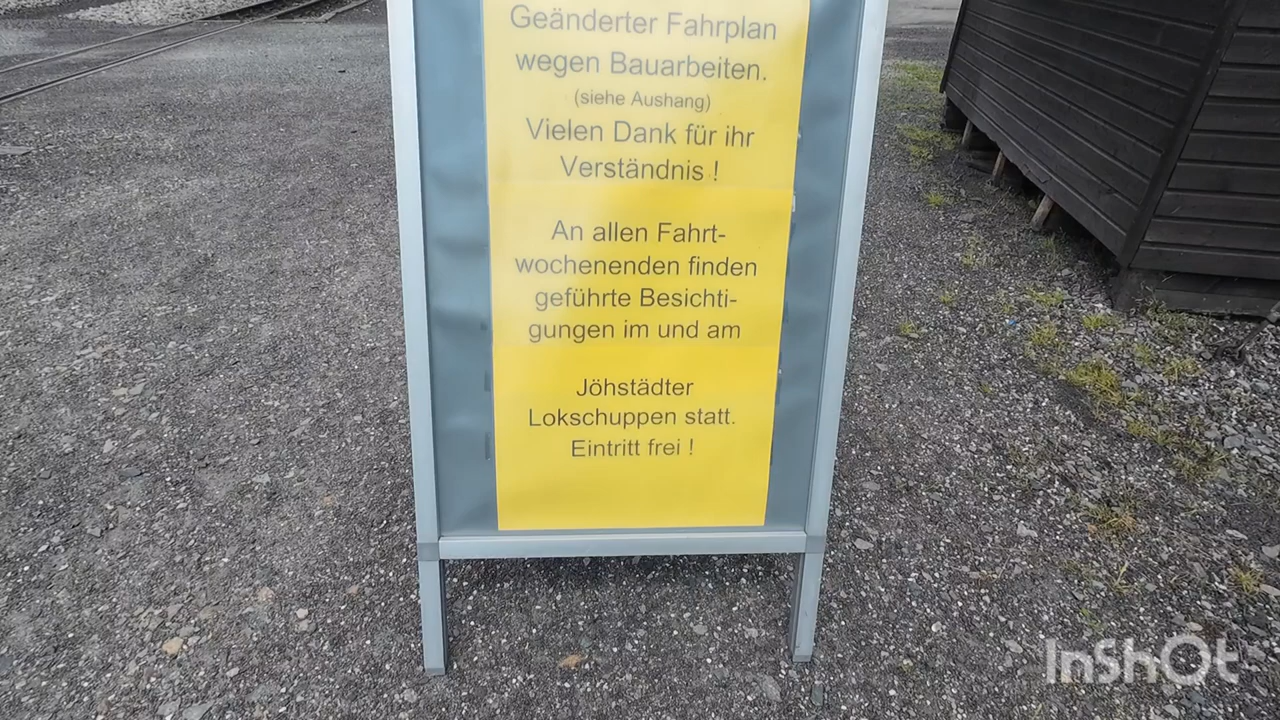 Geänderter Fahrplan
wegen Bauarbeiten.
(siehe Aushang)
Vielen Dank für ihr
Verständnis !
An allen Fahrt-
wochenenden finden
geführte Besichti-
gungen im und am
Jöhstädter
Lokschuppen statt.
Eintritt frei !
InShOt